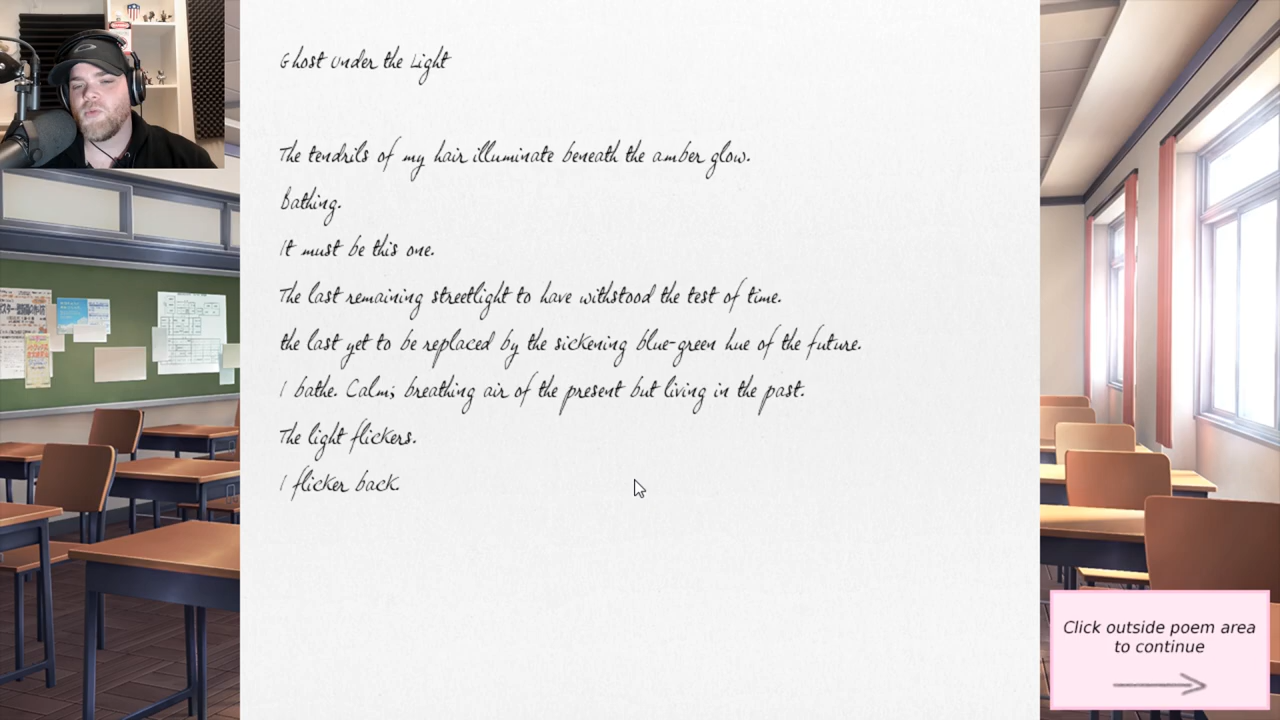 Ghost Under the Light
The tendrils of my hair illuminate beneath the amber glow.
Bathing.
It must be this one.
The last remaining streetlight to have withstood the test of time.
the last yet to be replaced by the sickening blue-green hue of the future.
I bathe. Calm; breathing air of the present but living in the past.
The light flickers.
I flicker back.
Click outside poem area
to continue